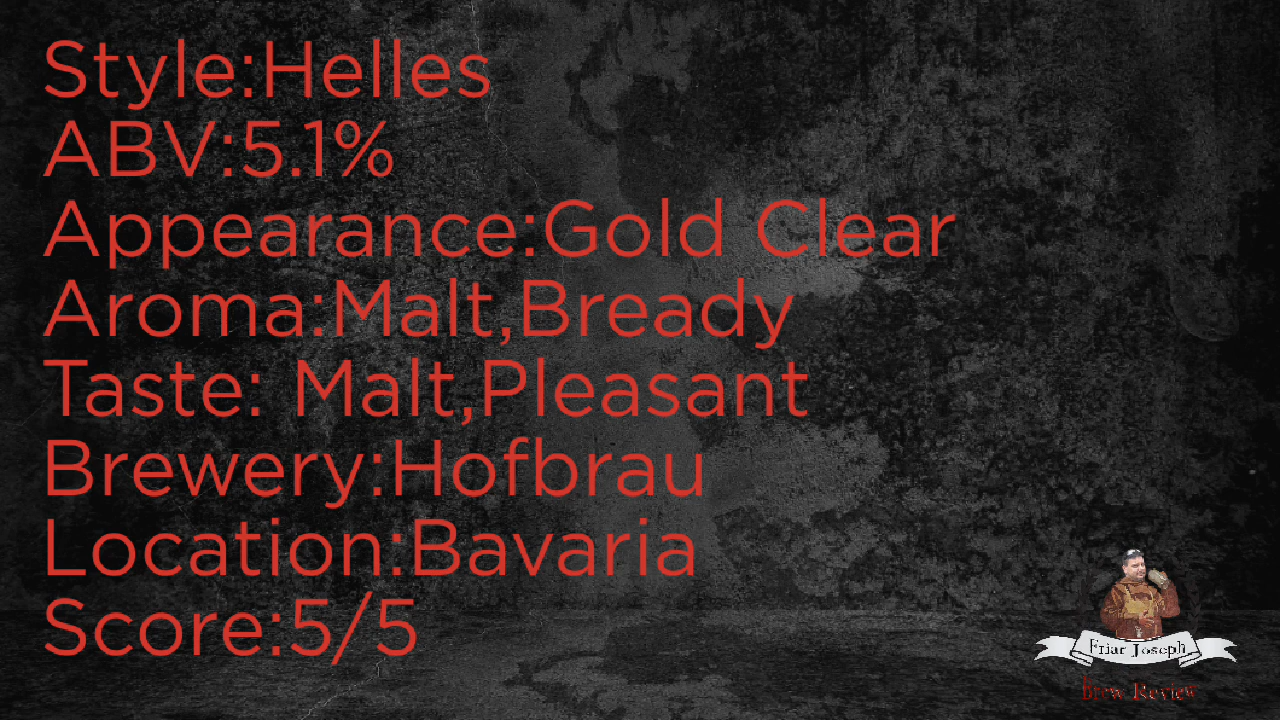 Style:Helles
ABV:5.1%
Appearance:Gold Clear
Aroma:Malt,Bready
Taste: Malt,Pleasant
Brewery:Hofbrau
Location:Bavaria
Score:5/5
Friar Joseph
Brew Review